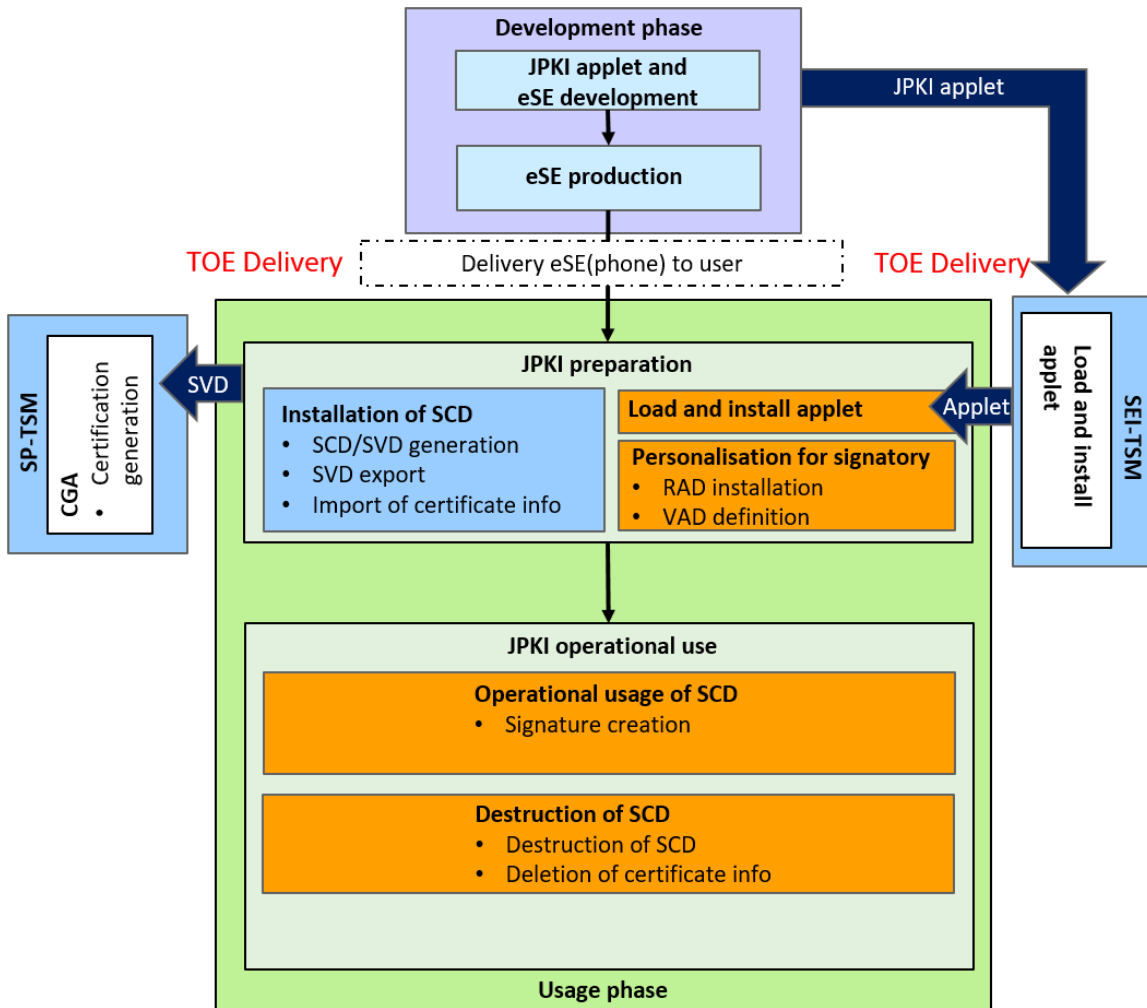 Development phase
JPKI applet and
eSE development
JPKI applet
eSE production
TOE Delivery
Delivery eSE(phone) to user
TOE Delivery
SP-TSM
CGA
• Certification
generation
SVD
JPKI preparation
Installation of SCD
• SCD/SVD generation
• SVD export
• Import of certificate info
Load and install applet
Personalisation for signatory
• RAD installation
• VAD definition
Applet
Load and install
applet
SEI-TSM
JPKI operational use
Operational usage of SCD
• Signature creation
Destruction of SCD
• Destruction of SCD
• Deletion of certificate info
Usage phase